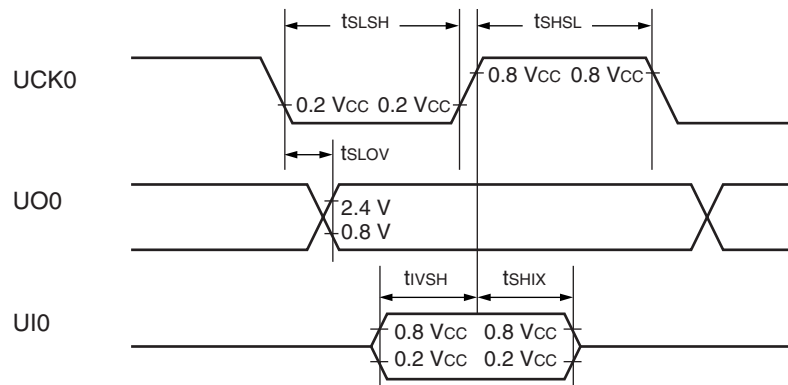 tSLSH tSHSL
UCK0
0.8 VCC 0.8 VCC
0.2 VCC 0.2 VCC
tSLOV
UO0
2.4 V
0.8 V
tIVSH tSHIX
UI0
0.8 VCC 0.8 VCC
0.2 VCC 0.2 VCC